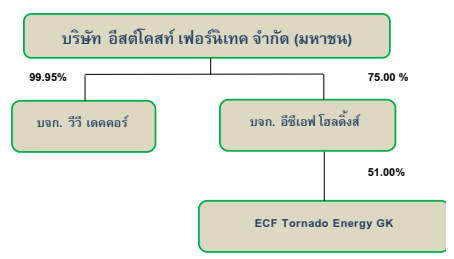 บริษัท อีสต์โคสท์ เฟอร์นิเทค จำกัด (มหาชน)
99.95%
75.00 %
บจก. วีวี เดคคอร์
บจก. อีซีเอฟ โฮลดิ้งส์
51.00%
ECF Tornado Energy GK